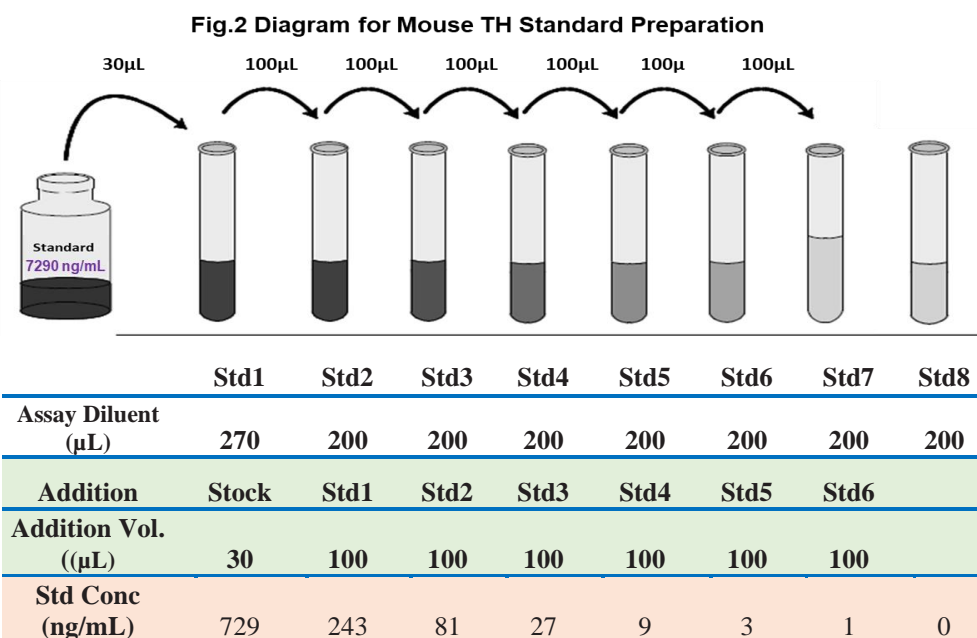 Fig.2 Diagram for Mouse TH Standard Preparation
30µL 100µL 100µL 100µL 100µL 100µ 100µL
Standard
7290 ng/mL
Std1 Std2 Std3 Std4 Std5 Std6 Std7 Std8
Assay Diluent
(µL) 270 200 200 200 200 200 200 200
Addition Stock Std1 Std2 Std3 Std4 Std5 Std6
Addition Vol.
((µL) 30 100 100 100 100 100 100
Std Conc
(ng/mL) 729 243 81 27 9 3 1 0